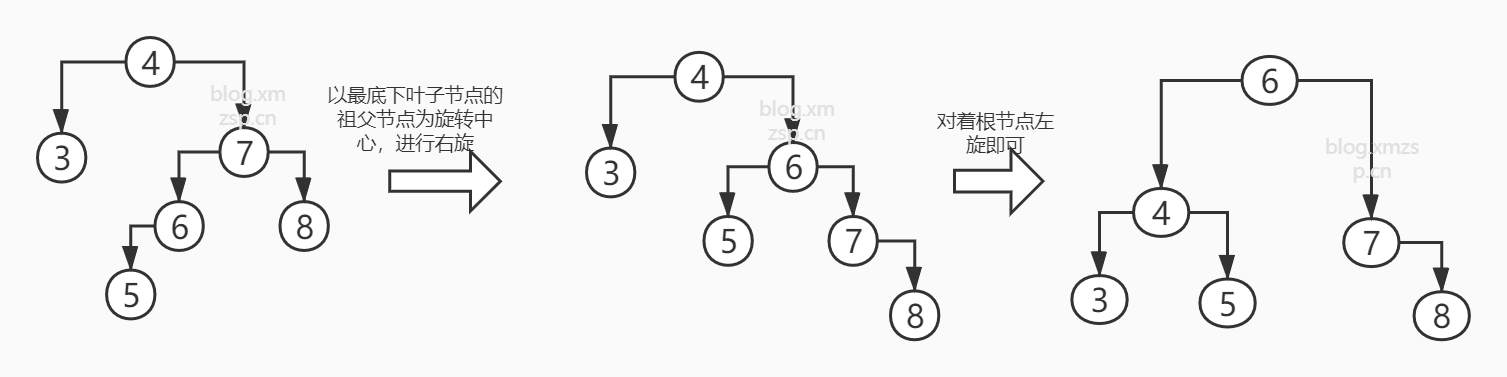 4
3
7
6
8
5
blog.xm
zsp.cn
以最底下叶子节点的
祖父节点为旋转中
心，进行右旋
4
3
6
5
7
8
blog.xm
zsp.cn
对着根节点左
旋即可
6
4
7
3
5
8
blog.xmzs
p.cn